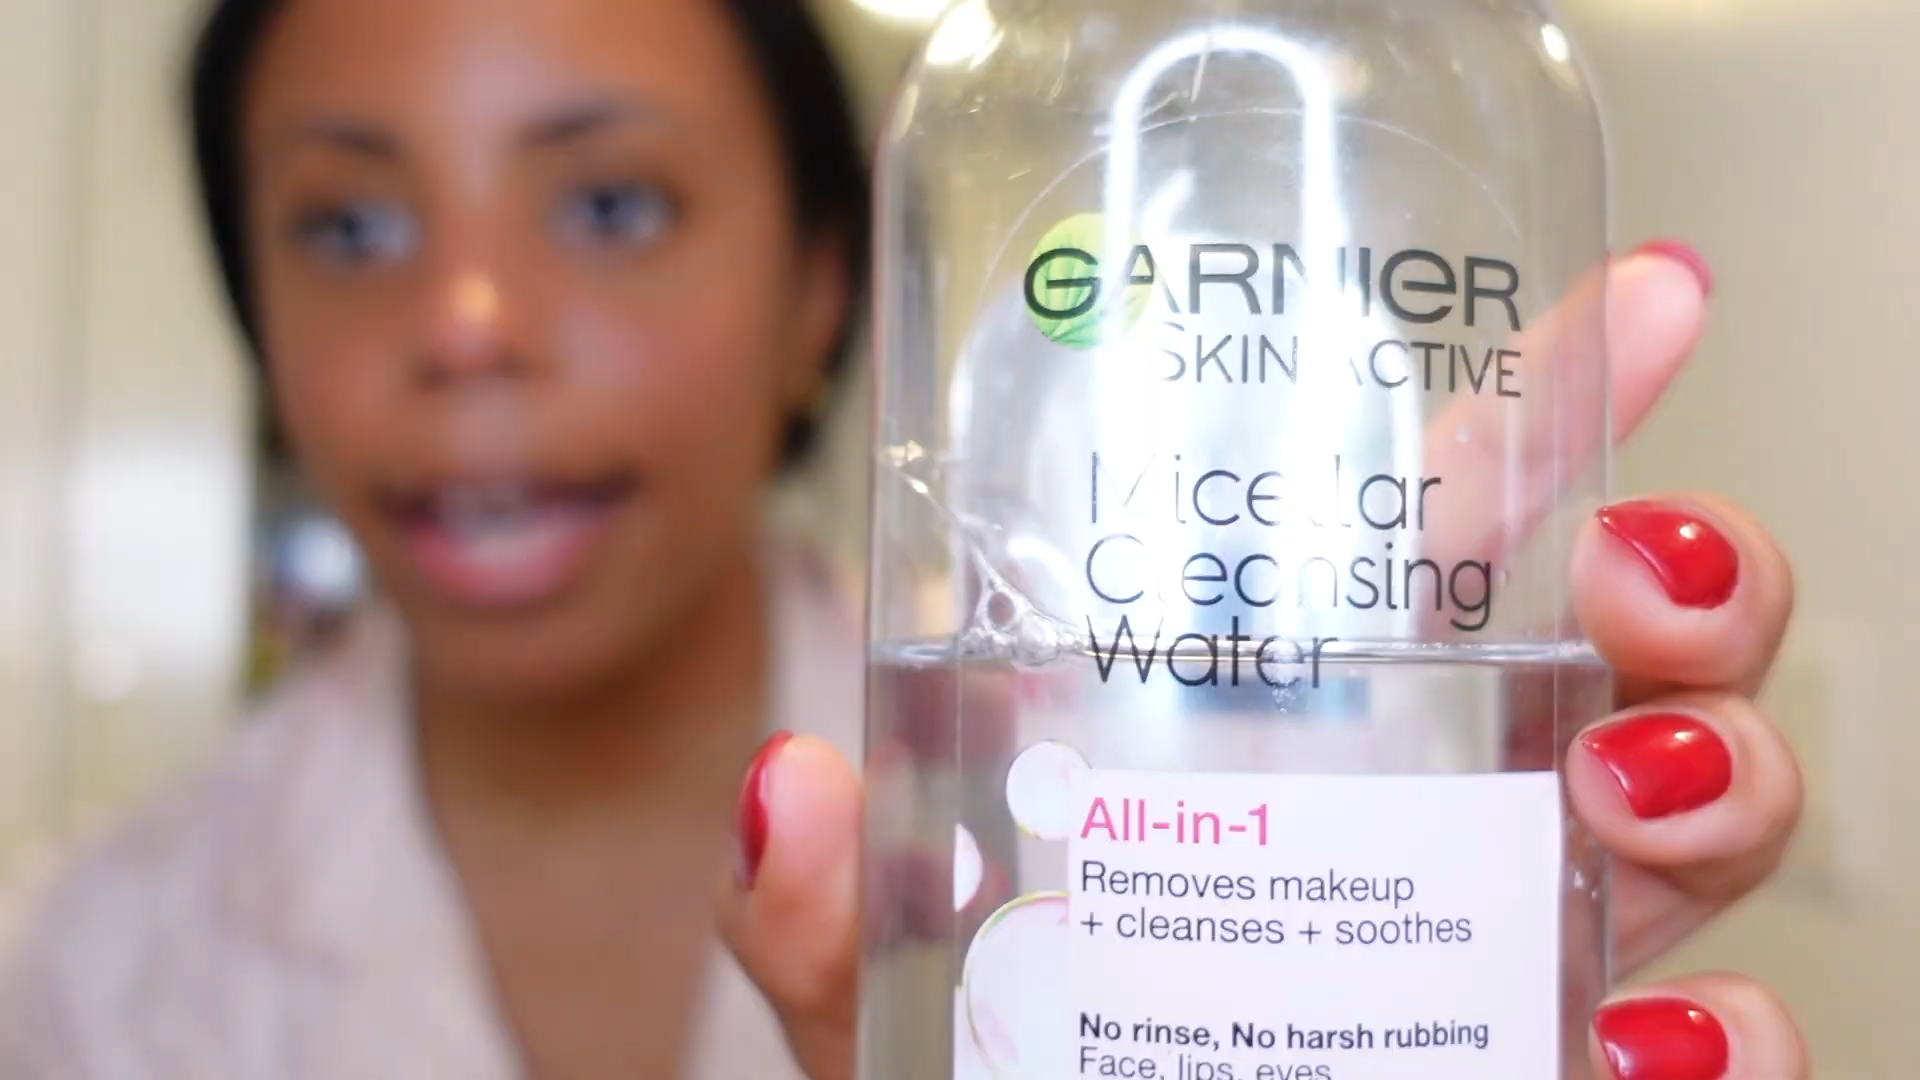 GARNIER
SKINACTIVE
Micellar
Cleansing
Water
All-in-1
Removes makeup
+ cleanses + soothes
No rinse, No harsh rubbing
Face, lips, eyes